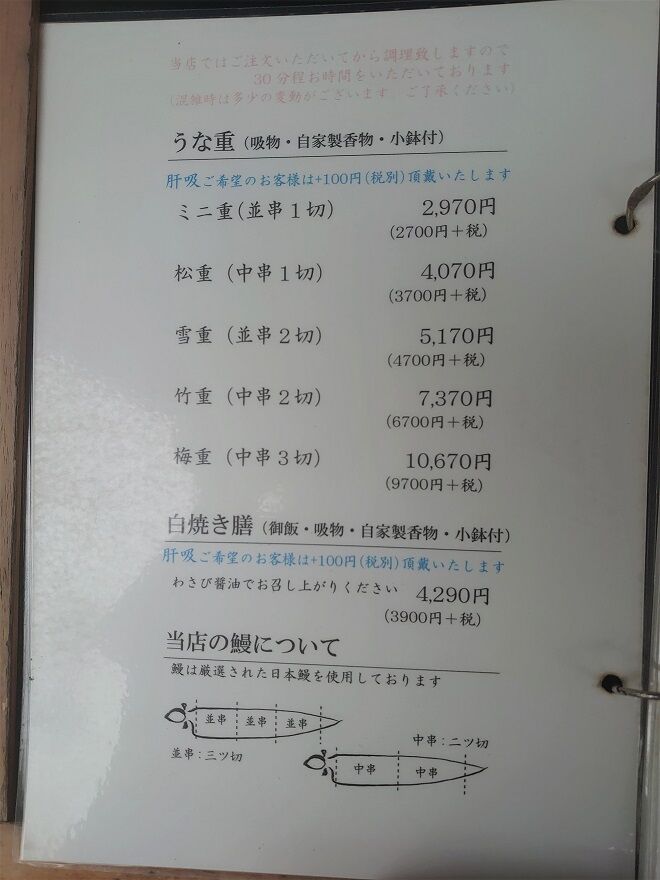 当店ではご注文いただいてから調理致しますので
30分程お時間をいただいております
(混雑時は多少の変動がございます。ご了承ください)
うな重（吸物・自家製香物・小鉢付）
肝吸ご希望のお客様は+100円(税別)頂戴いたします
ミニ重(並串1切) 2,970円
(2700円+税)
松重（中串1切） 4,070円
(3700円+税)
雪重（並串2切） 5,170円
(4700円+税)
竹重（中串2切） 7,370円
(6700円+税)
梅重（中串3切） 10,670円
(9700円+税)
白焼き膳（御飯・吸物・自家製香物・小鉢付）
肝吸ご希望のお客様は+100円(税別)頂戴いたします
わさび醤油でお召し上がりください 4,290円
(3900円+税)
当店の鰻について
鰻は厳選された日本鰻を使用しております
並串 並串 並串
並串:三ツ切
中串:二ツ切
中串 中串